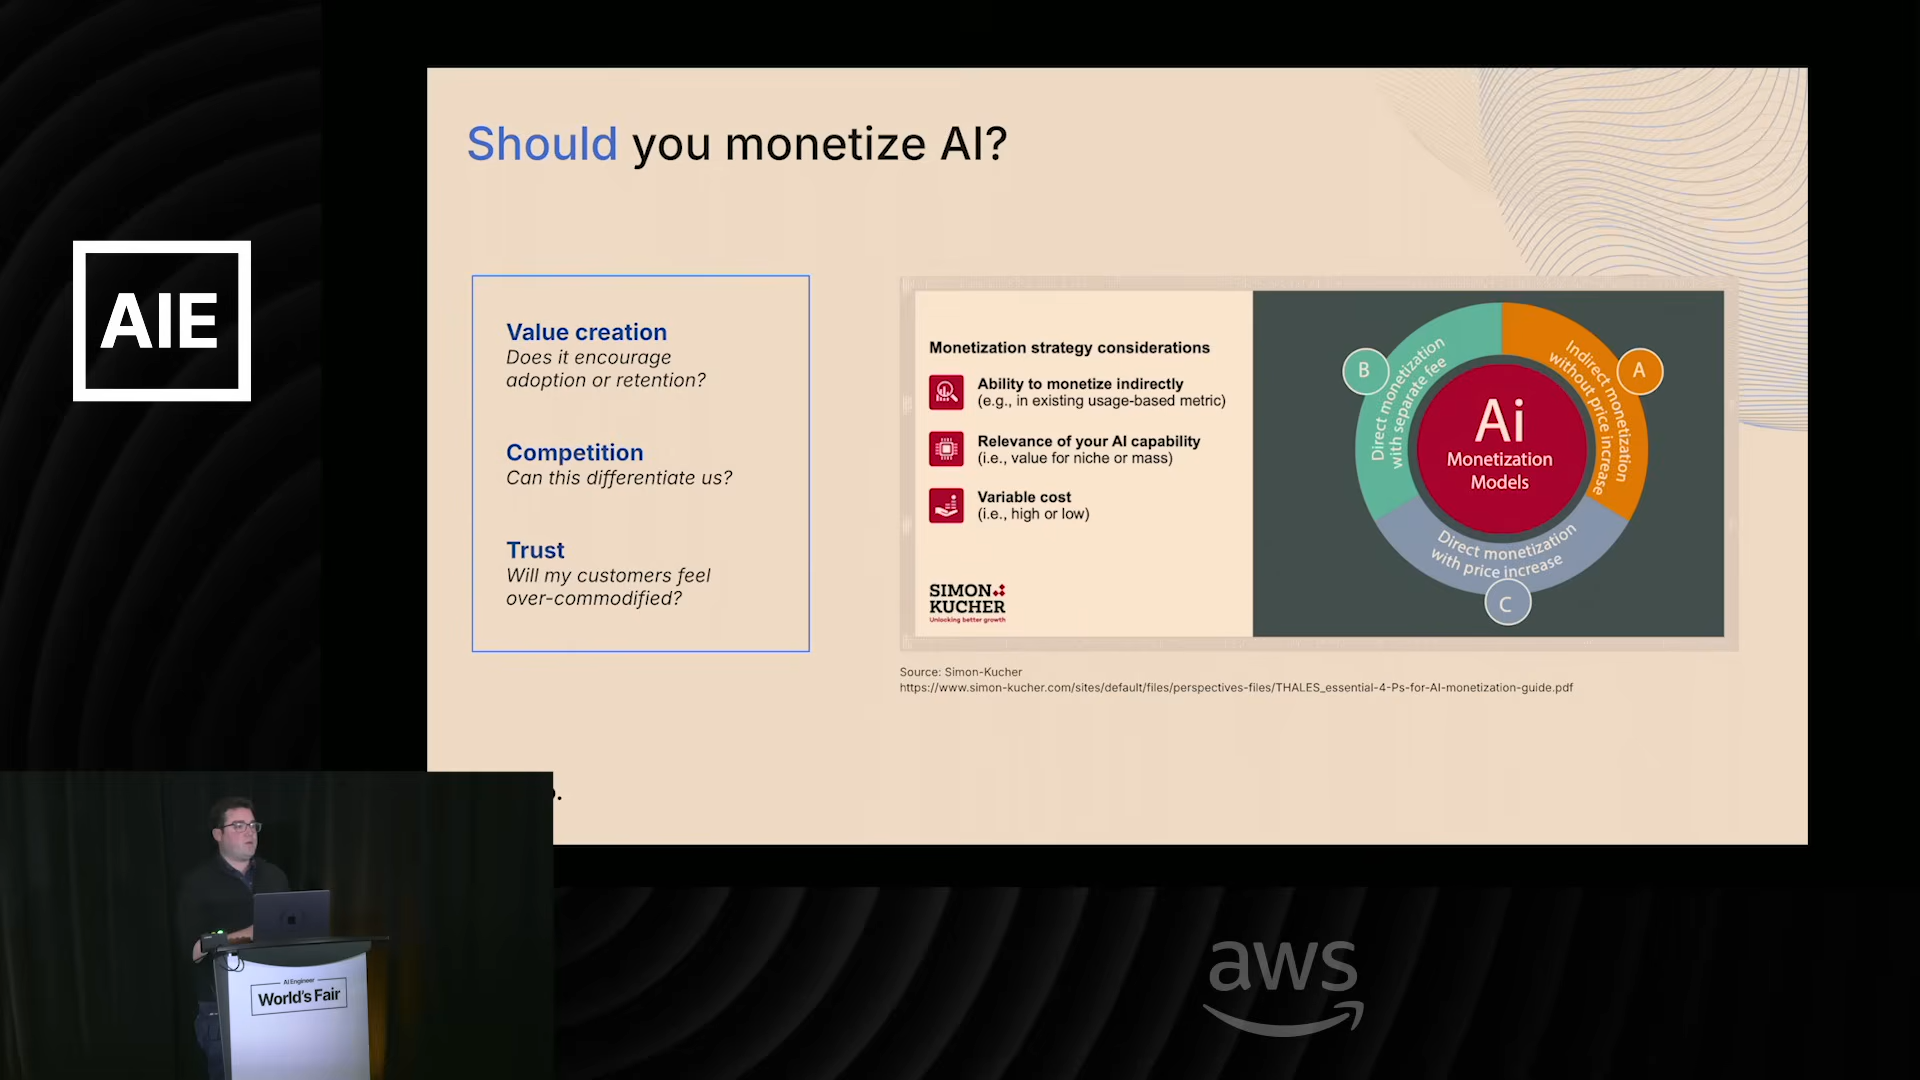 Should you monetize AI?
AIE
Value creation
Does it encourage
adoption or retention?
Competition
Can this differentiate us?
Trust
Will my customers feel
over-commodified?
Monetization strategy considerations
Ability to monetize indirectly
(e.g., in existing usage-based metric)
Relevance of your AI capability
(i.e., value for niche or mass)
Variable cost
(i.e., high or low)
SIMON
KUCHER
Unlocking better growth
B
Direct monetization
with separate fee
A
Indirect monetization
without price increase
Ai
Monetization
Models
Direct monetization
with price increase
C
Source: Simon-Kucher
https://www.simon-kucher.com/sites/default/files/perspectives-files/THALES_essential-4-Ps-for-AI-monetization-guide.pdf
AI Engineer
World's Fair
aws